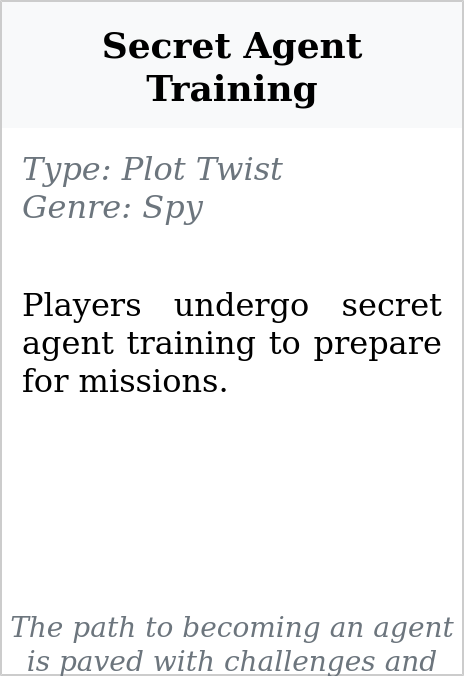 Secret Agent
Training
Type: Plot Twist
Genre: Spy
Players undergo secret
agent training to prepare
for missions.
The path to becoming an agent
is paved with challenges and